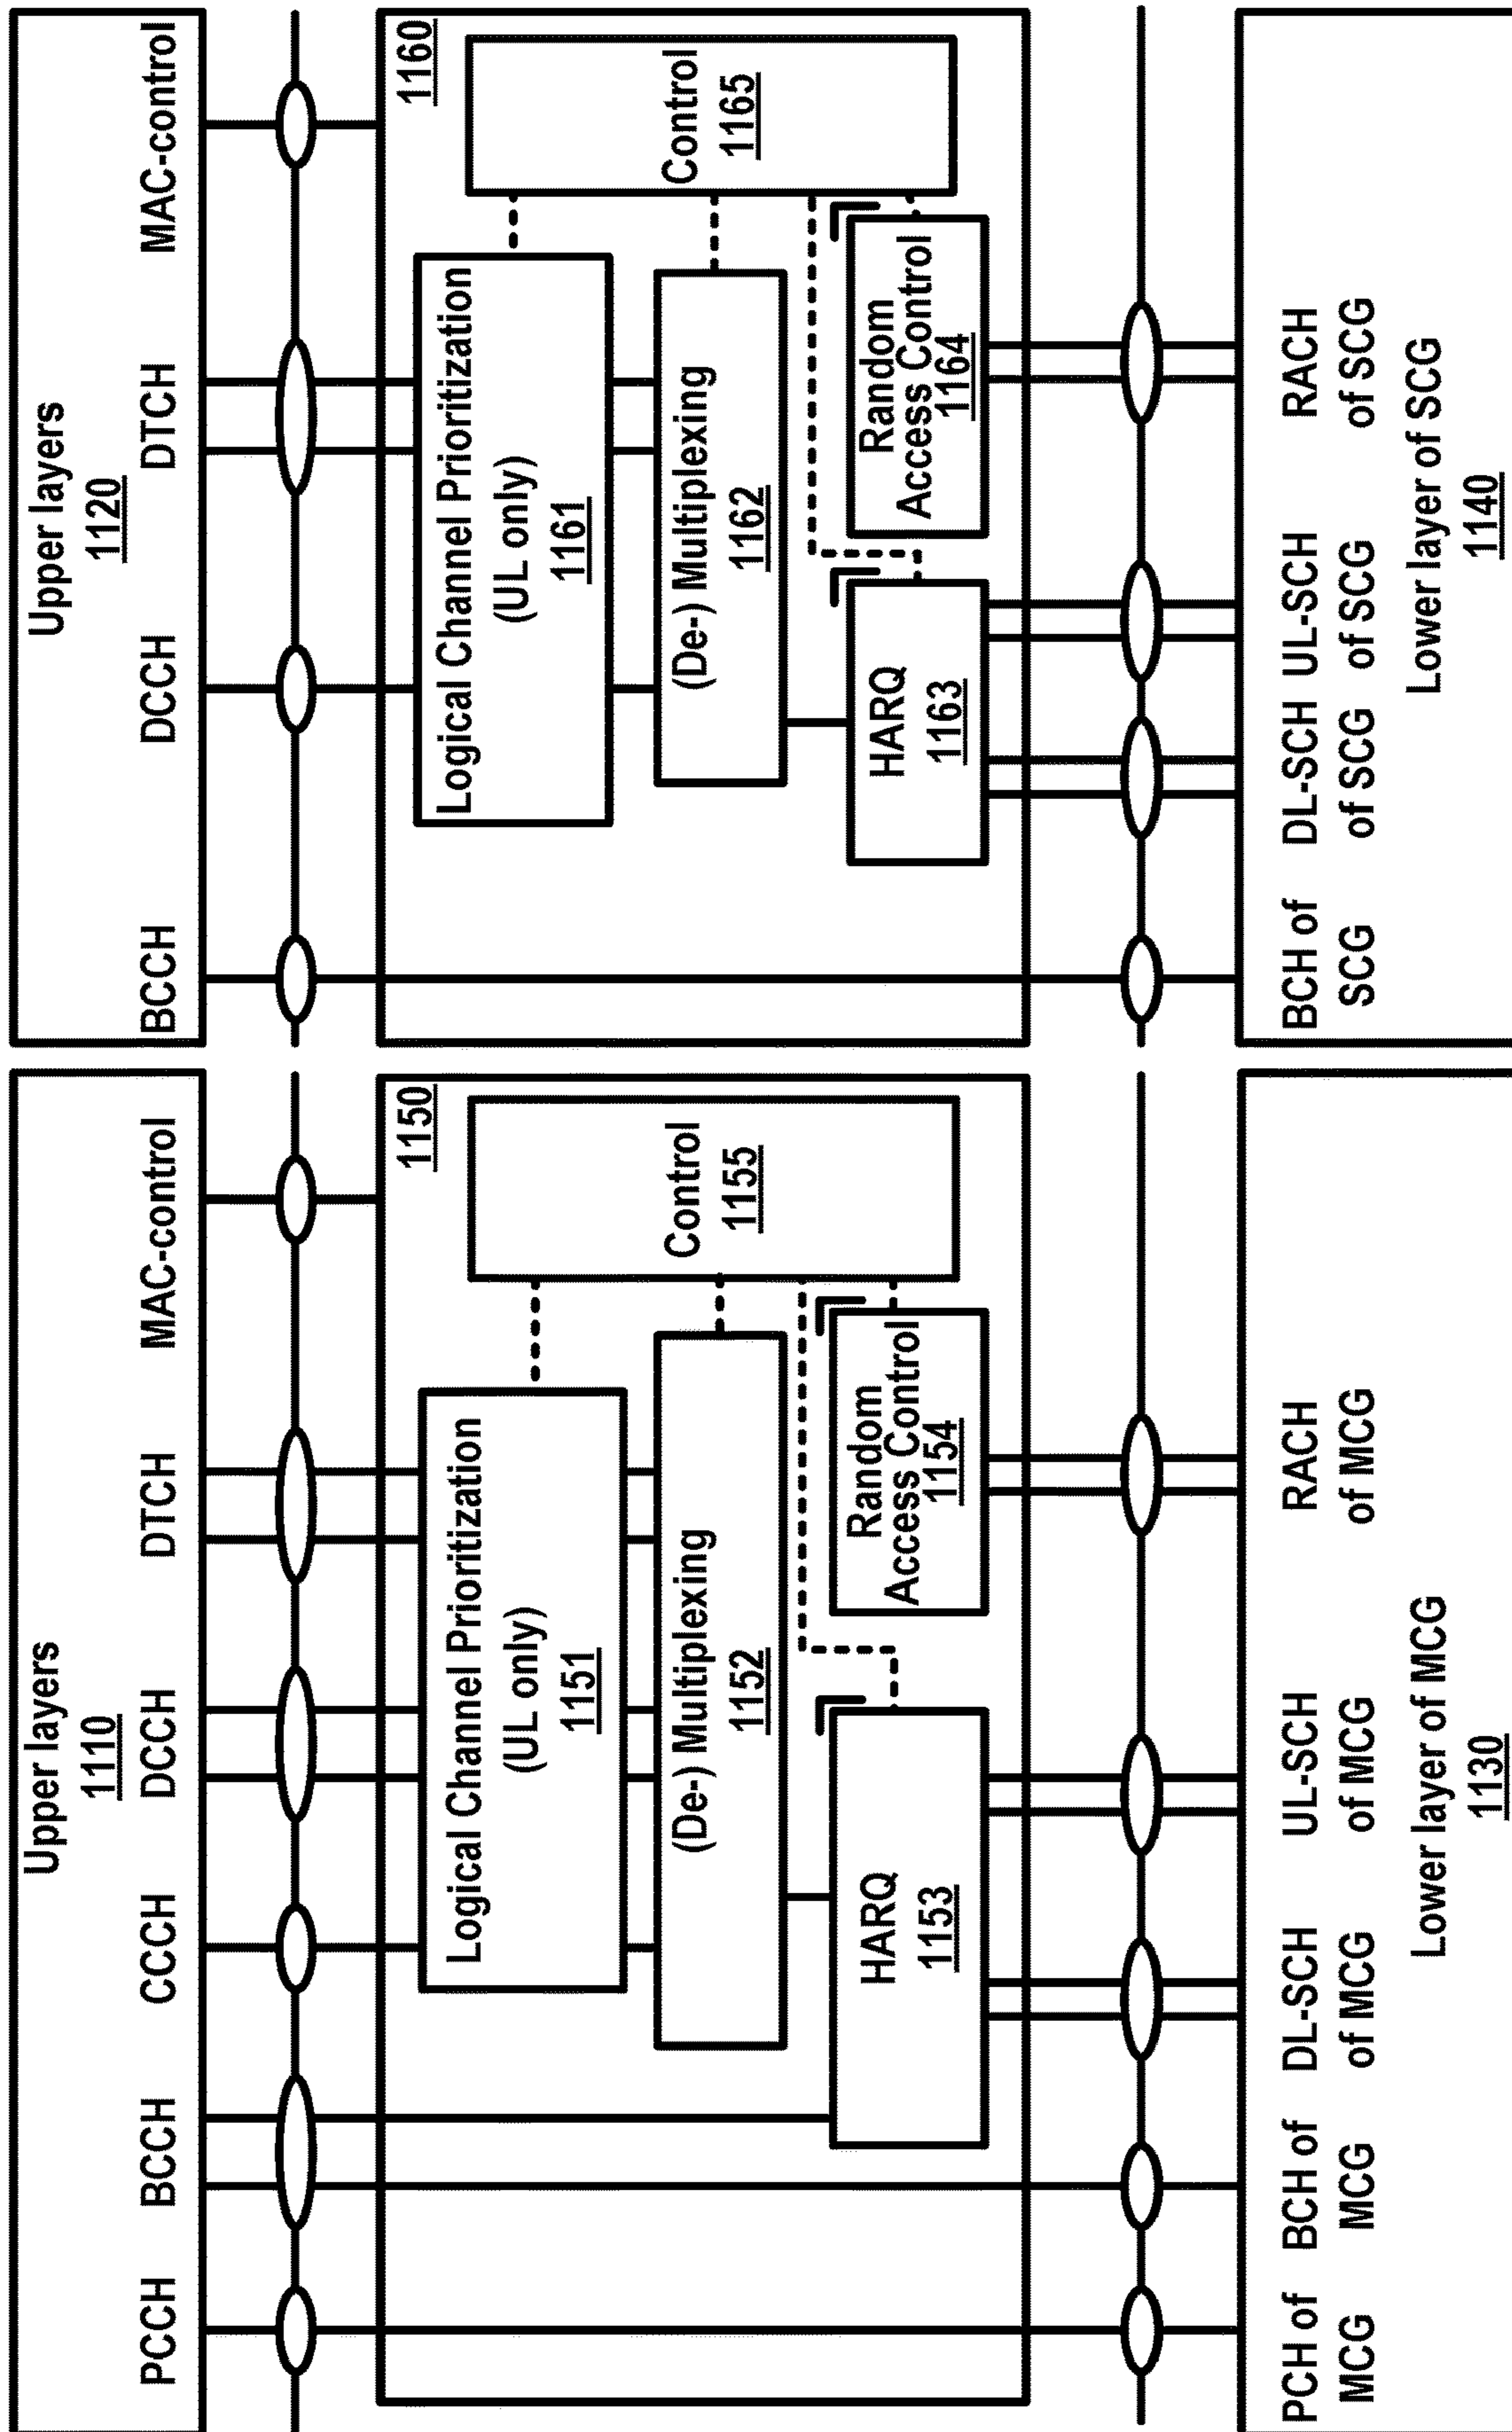 Upper layers
1110
PCCH
BCCH
CCCH
DCCH
DTCH
MAC-control
1150
Logical Channel Prioritization
(UL only)
1151
(De-) Multiplexing
1152
HARQ
1153
Random
Access Control
1154
Control
1155
PCH of
MCG
BCH of
MCG
DL-SCH
of MCG
UL-SCH
of MCG
RACH
of MCG
Lower layer of MCG
1130
Upper layers
1120
BCCH
DCCH
DTCH
MAC-control
1160
Logical Channel Prioritization
(UL only)
1161
(De-) Multiplexing
1162
HARQ
1163
Random
Access Control
1164
Control
1165
BCH of
SCG
DL-SCH
of SCG
UL-SCH
of SCG
RACH
of SCG
Lower layer of SCG
1140